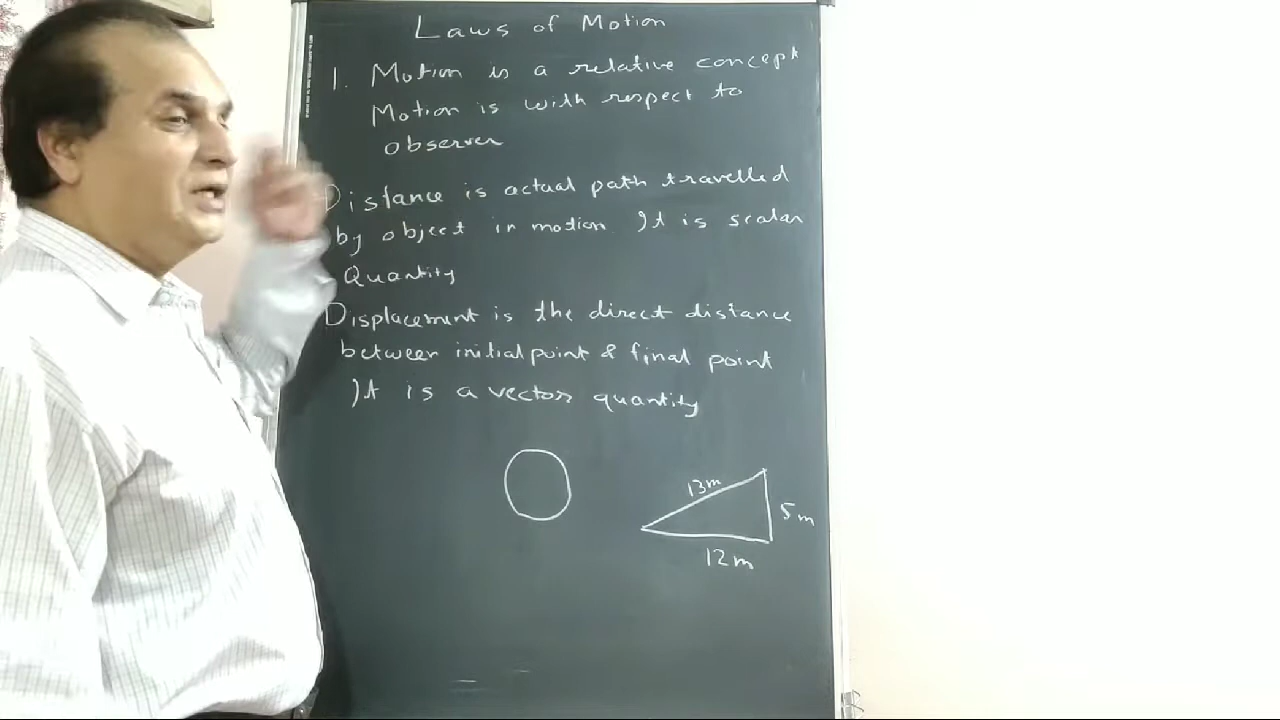 Laws of Motion
1. Motion is a relative concept
Motion is with respect to
observer
Distance is actual path travelled
by object in motion It is scalar
Quantity
Displacement is the direct distance
between initial point & final point
It is a vector quantity
13m
5m
12m